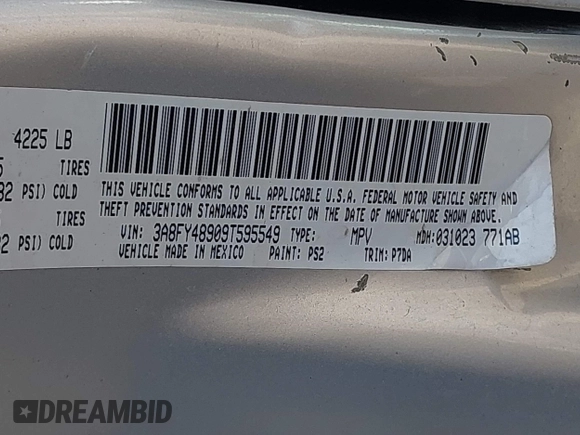 4225 LB
TIRES
PSI) COLD
TIRES
PSI) COLD
THIS VEHICLE CONFORMS TO ALL APPLICABLE U.S.A. FEDERAL MOTOR VEHICLE SAFETY AND
THEFT PREVENTION STANDARDS IN EFFECT ON THE DATE OF MANUFACTURE SHOWN ABOVE.
VIN: 3A8FY48909T595549 TYPE: MPV MDH: 031023 771AB
VEHICLE MADE IN MEXICO PAINT: PS2 TRIM: P7DA
DREAMBID